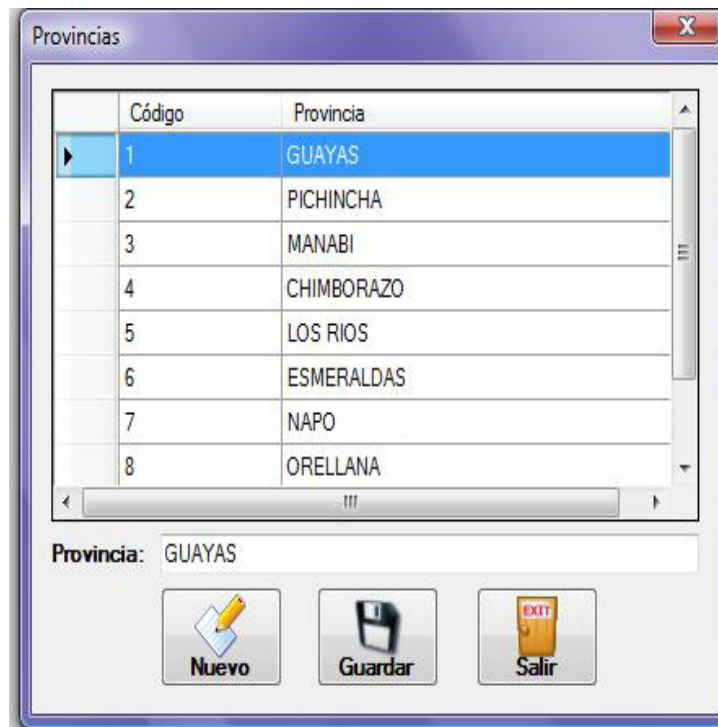 Provincias
X
Código Provincia
1 GUAYAS
2 PICHINCHA
3 MANABI
4 CHIMBORAZO
5 LOS RIOS
6 ESMERALDAS
7 NAPO
8 ORELLANA
Provincia: GUAYAS
EXIT
Nuevo Guardar Salir